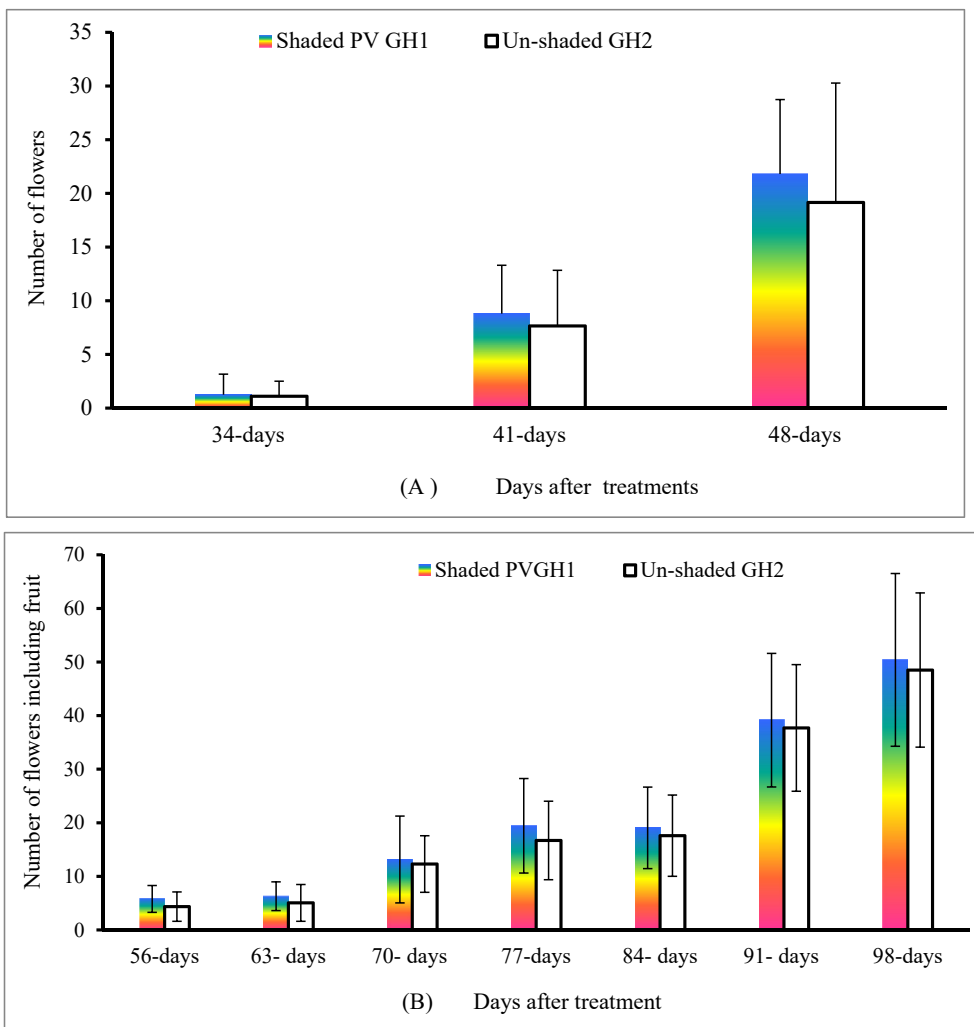 35
Shaded PV GH1 Un-shaded GH2
30
25
20
15
10
5
0
Number of flowers
34-days 41-days 48-days
(A ) Days after treatments
70
Shaded PVGH1 Un-shaded GH2
60
50
40
30
20
10
0
Number of flowers including fruit
56-days 63- days 70- days 77-days 84- days 91- days 98-days
(B) Days after treatment